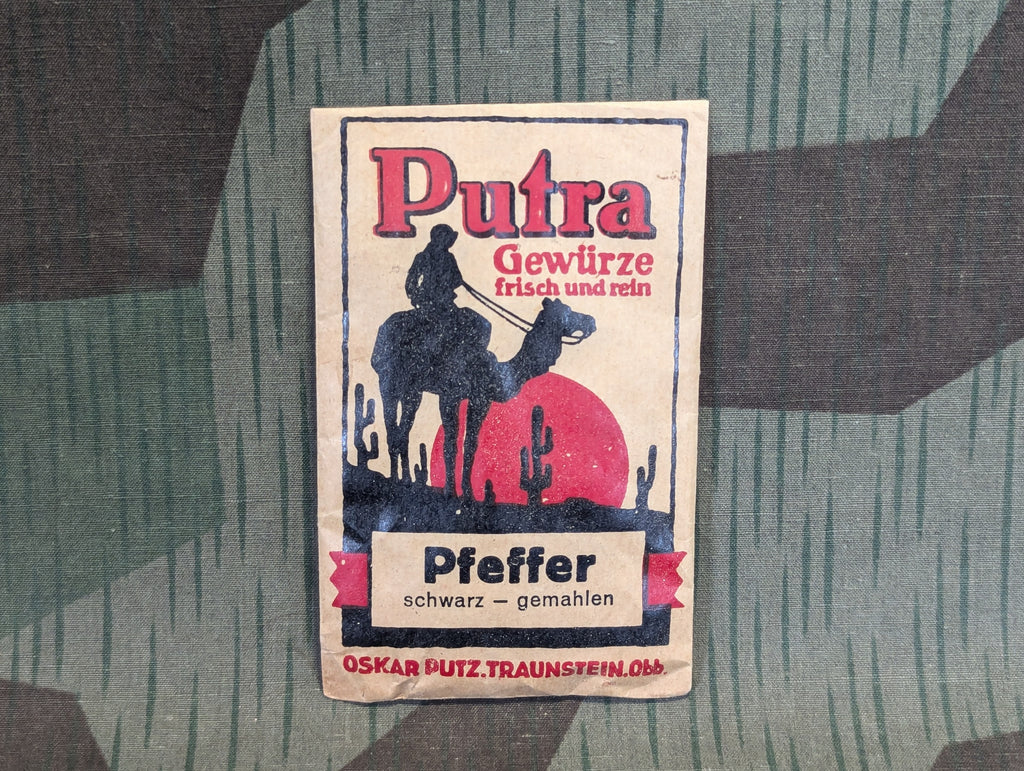 Putra
Gewürze
frisch und rein
Pfeffer
schwarz — gemahlen
OSKAR PUTZ.TRAUNSTEIN.Obb.